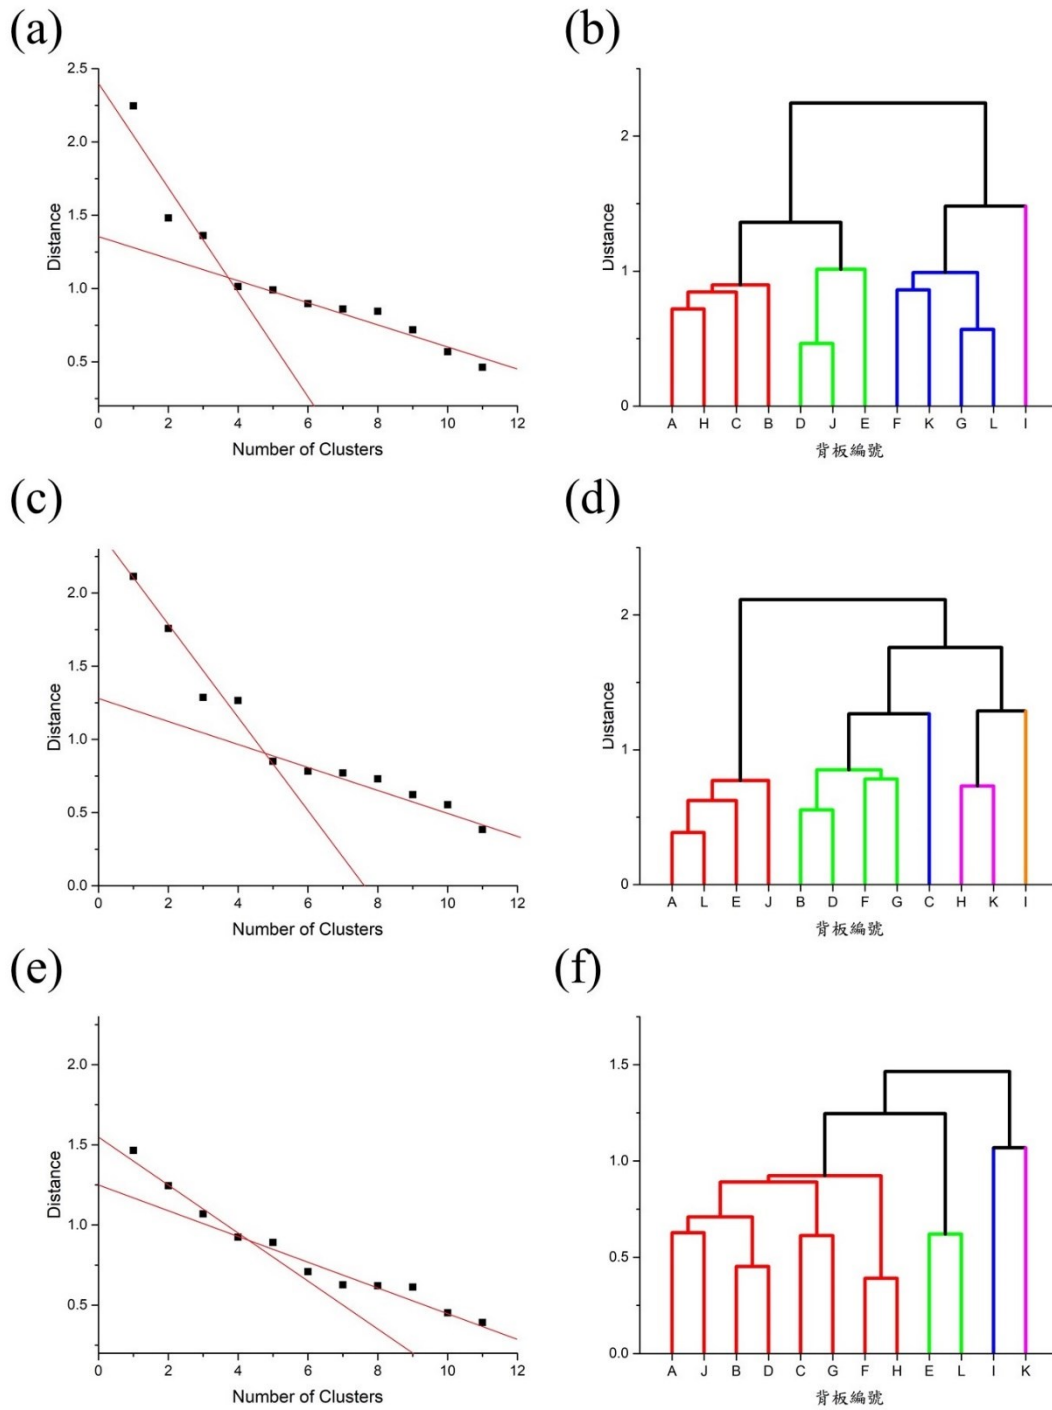 (a)
2.5
2.0
1.5
1.0
0.5
Distance
0 2 4 6 8 10 12
Number of Clusters
(b)
2
1
0
Distance
A H C B D J E F K G L I
背板編號
(c)
2.0
1.5
1.0
0.5
0.0
Distance
0 2 4 6 8 10 12
Number of Clusters
(d)
2
1
0
Distance
A L E J B D F G C H K I
背板編號
(e)
2.0
1.5
1.0
0.5
Distance
0 2 4 6 8 10 12
Number of Clusters
(f)
1.5
1.0
0.5
0.0
Distance
A J B D C G F H E L I K
背板編號